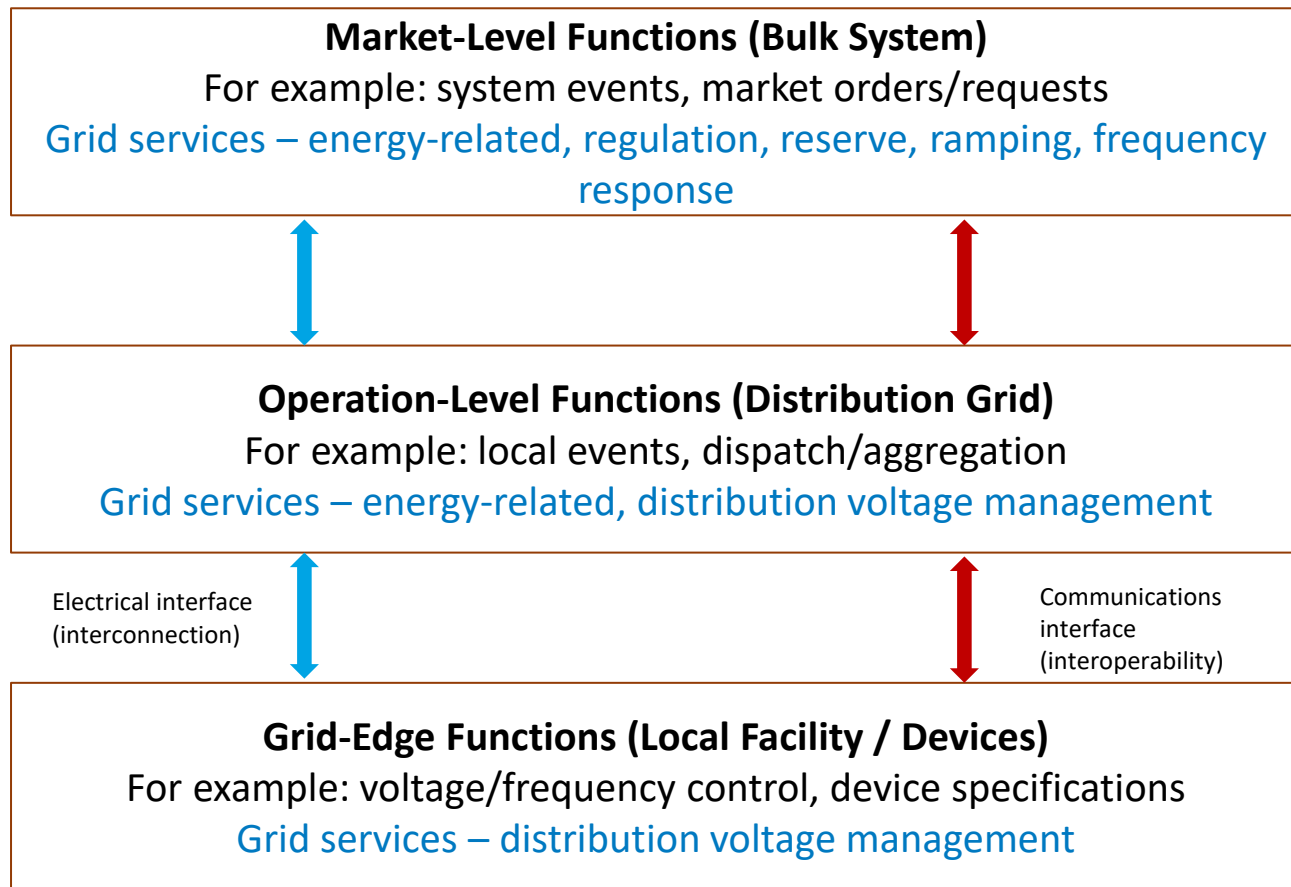 Market-Level Functions (Bulk System)
For example: system events, market orders/requests
Grid services – energy-related, regulation, reserve, ramping, frequency
response
Operation-Level Functions (Distribution Grid)
For example: local events, dispatch/aggregation
Grid services – energy-related, distribution voltage management
Electrical interface
(interconnection)
Communications
interface
(interoperability)
Grid-Edge Functions (Local Facility / Devices)
For example: voltage/frequency control, device specifications
Grid services – distribution voltage management